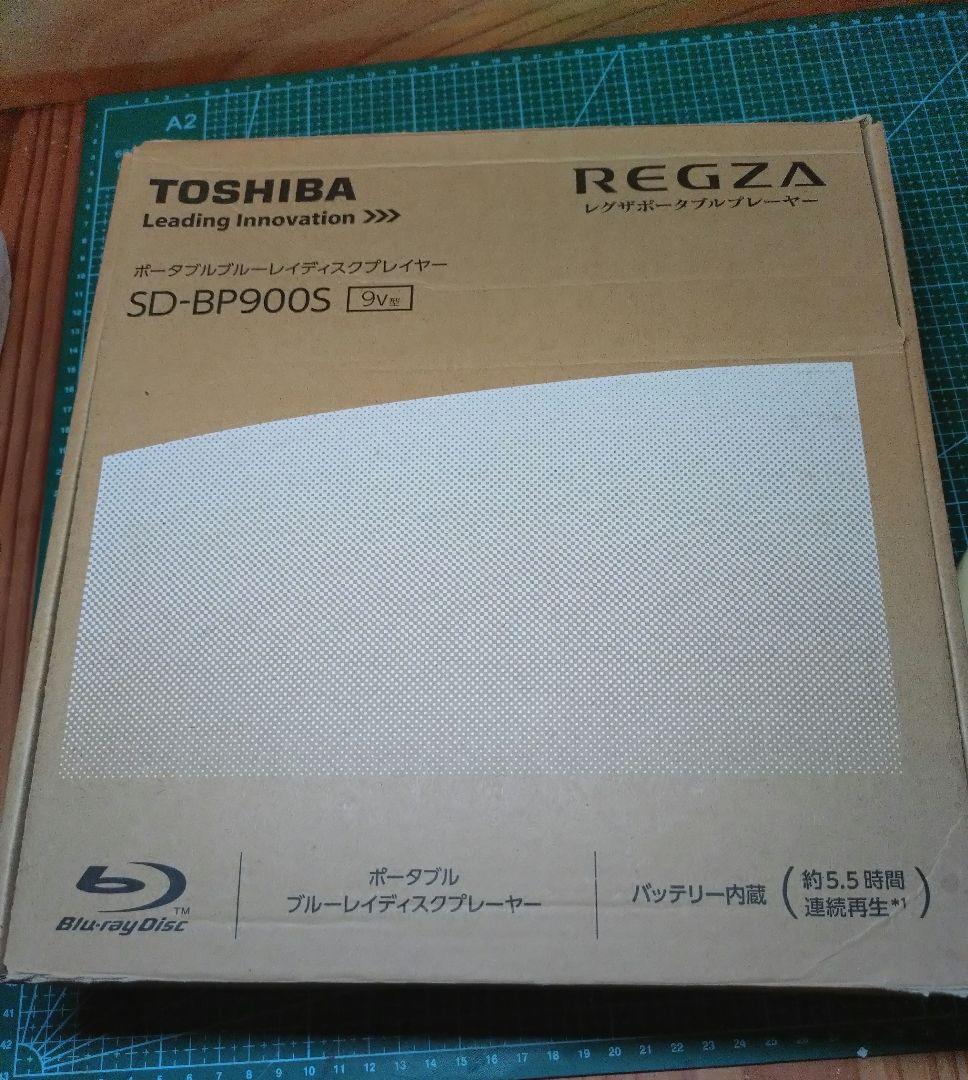 A2
TOSHIBA
Leading Innovation >>>
REGZA
レグザポータブルプレーヤー
ポータブルブルーレイディスクプレイヤー
SD-BP900S 9V型
Blu-ray Disc TM
ポータブル
ブルーレイディスクプレーヤー
バッテリー内蔵
(約5.5時間
連続再生*1)